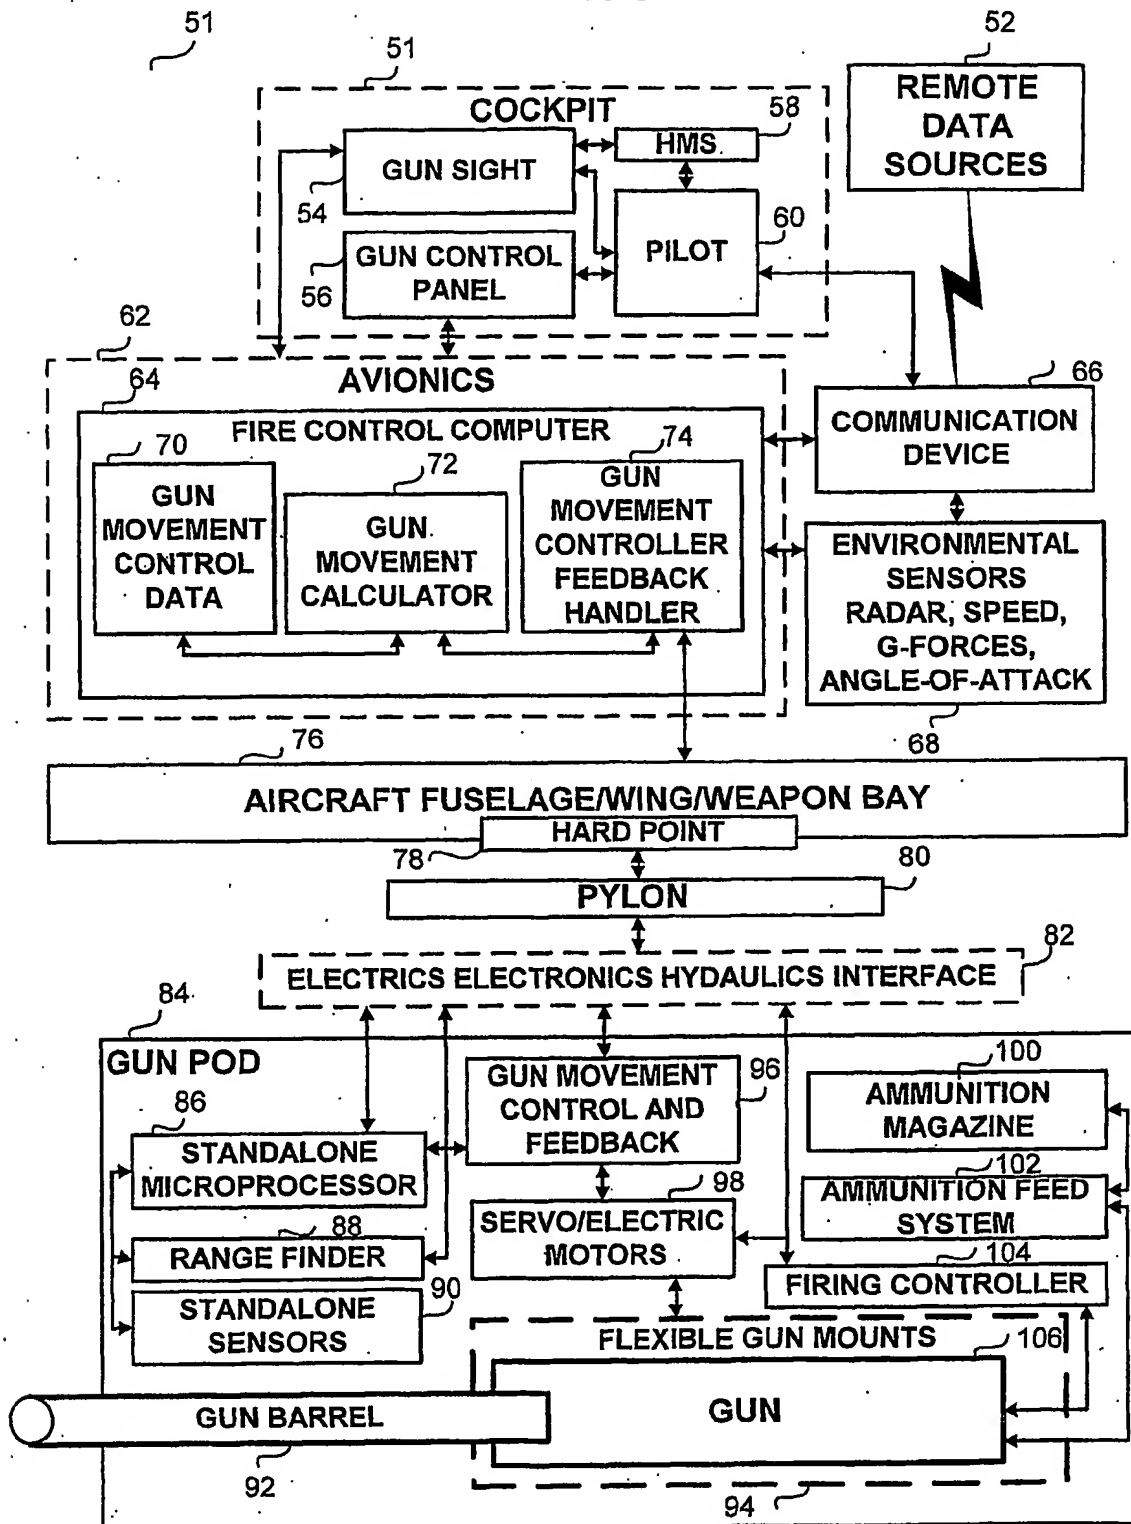 51
51
52
COCKPIT
REMOTE
DATA
SOURCES
58
HMS
GUN SIGHT
54
60
PILOT
GUN CONTROL
PANEL
56
62
AVIONICS
64
66
FIRE CONTROL COMPUTER
COMMUNICATION
DEVICE
70
72
74
GUN
MOVEMENT
CONTROL
DATA
GUN
MOVEMENT
CALCULATOR
GUN
MOVEMENT
CONTROLLER
FEEDBACK
HANDLER
ENVIRONMENTAL
SENSORS
RADAR, SPEED,
G-FORCES,
ANGLE-OF-ATTACK
68
76
AIRCRAFT FUSELAGE/WING/WEAPON BAY
HARD POINT
78
80
PYLON
82
ELECTRICS ELECTRONICS HYDAULICS INTERFACE
84
GUN POD
86
STANDALONE
MICROPROCESSOR
88
RANGE FINDER
90
STANDALONE
SENSORS
GUN MOVEMENT
CONTROL AND
FEEDBACK
96
98
SERVO/ELECTRIC
MOTORS
100
AMMUNITION
MAGAZINE
102
AMMUNITION FEED
SYSTEM
104
FIRING CONTROLLER
FLEXIBLE GUN MOUNTS
106
GUN
GUN BARREL
92
94